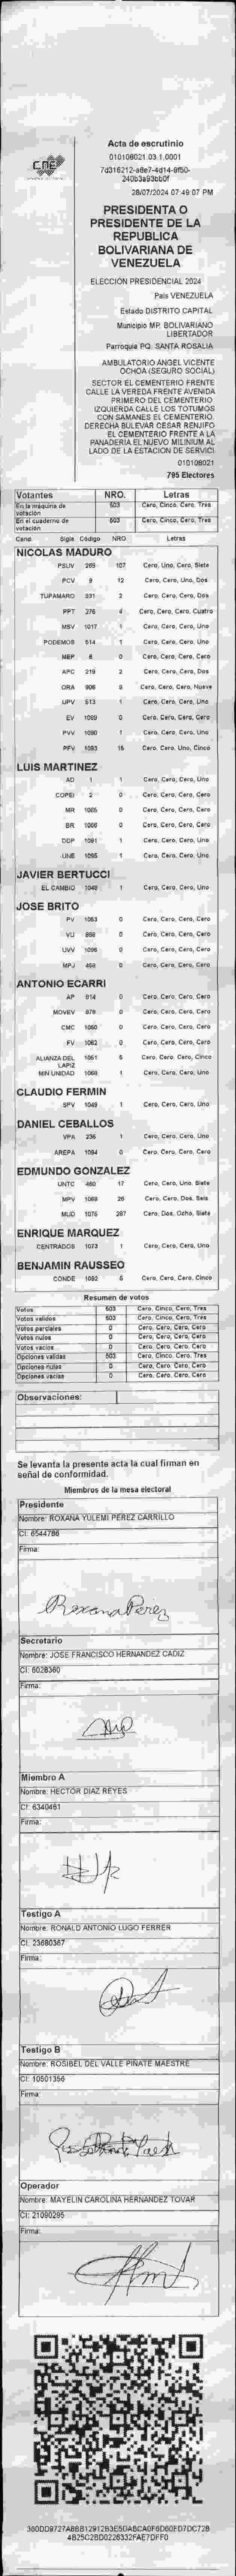 CNE
Acta de escrutinio
010108021.03.1.0001
7d316212-a8e7-4d14-9f50-
240b3a93bb0f
28/07/2024 07:49:07 PM
PRESIDENTA O
PRESIDENTE DE LA
REPUBLICA
BOLIVARIANA DE
VENEZUELA
ELECCION PRESIDENCIAL 2024
Pais VENEZUELA
Estado DISTRITO CAPITAL
Municipio MP. BOLIVARIANO
LIBERTADOR
Parroquia PQ. SANTA ROSALIA
AMBULATORIO ANGEL VICENTE
OCHOA (SEGURO SOCIAL)
SECTOR EL CEMENTERIO FRENTE
CALLE LA VEREDA FRENTE AVENIDA
PRIMERO DEL CEMENTERIO
IZQUIERDA CALLE LOS TOTUMOS
CON SAMANES EL CEMENTERIO.
DERECHA BULEVAR CESAR RENJIFO
EL CEMENTERIO FRENTE A LA
PANADERIA EL NUEVO MILINIUM AL
LADO DE LA ESTACION DE SERVICI
010108021
795 Electores
Votantes NRO. Letras
En la máquina de votación 503 Cero, Cinco, Cero, Tres
En el cuaderno de votación 503 Cero, Cinco, Cero, Tres
Cand. Sigla Código NRO Letras
NICOLAS MADURO
PSUV 269 107 Cero, Uno, Cero, Siete
PCV 9 12 Cero, Cero, Uno, Dos
TUPAMARO 931 2 Cero, Cero, Cero, Dos
PPT 276 4 Cero, Cero, Cero, Cuatro
MSV 1017 1 Cero, Cero, Cero, Uno
PODEMOS 514 1 Cero, Cero, Cero, Uno
MEP 6 0 Cero, Cero, Cero, Cero
APC 219 2 Cero, Cero, Cero, Dos
ORA 906 9 Cero, Cero, Cero, Nueve
UPV 513 1 Cero, Cero, Cero, Uno
EV 1089 0 Cero, Cero, Cero, Cero
PVV 1090 1 Cero, Cero, Cero, Uno
PFV 1093 15 Cero, Cero, Uno, Cinco
LUIS MARTINEZ
AD 1 1 Cero, Cero, Cero, Uno
COPEI 2 0 Cero, Cero, Cero, Cero
MR 1085 0 Cero, Cero, Cero, Cero
BR 1006 0 Cero, Cero, Cero, Cero
DDP 1091 1 Cero, Cero, Cero, Uno
UNE 1095 1 Cero, Cero, Cero, Uno
JAVIER BERTUCCI
EL CAMBIO 1048 1 Cero, Cero, Cero, Uno
JOSE BRITO
PV 1053 0 Cero, Cero, Cero, Cero
VU 868 0 Cero, Cero, Cero, Cero
UVV 1096 0 Cero, Cero, Cero, Cero
MPJ 498 0 Cero, Cero, Cero, Cero
ANTONIO ECARRI
AP 914 0 Cero, Cero, Cero, Cero
MOVEV 979 0 Cero, Cero, Cero, Cero
CMC 1050 0 Cero, Cero, Cero, Cero
FV 1062 0 Cero, Cero, Cero, Cero
ALIANZA DEL LAPIZ 1051 5 Cero, Cero, Cero, Cinco
MIN UNIDAD 1068 1 Cero, Cero, Cero, Uno
CLAUDIO FERMIN
SPV 1049 1 Cero, Cero, Cero, Uno
DANIEL CEBALLOS
VPA 236 1 Cero, Cero, Cero, Uno
AREPA 1094 0 Cero, Cero, Cero, Cero
EDMUNDO GONZALEZ
UNTC 460 17 Cero, Cero, Uno, Siete
MPV 1069 26 Cero, Cero, Dos, Seis
MUD 1076 287 Cero, Dos, Ocho, Siete
ENRIQUE MARQUEZ
CENTRADOS 1073 1 Cero, Cero, Cero, Uno
BENJAMIN RAUSSEO
CONDE 1092 5 Cero, Cero, Cero, Cinco
Resumen de votos
Votos 503 Cero, Cinco, Cero, Tres
Votos validos 503 Cero, Cinco, Cero, Tres
Votos parciales 0 Cero, Cero, Cero, Cero
Votos nulos 0 Cero, Cero, Cero, Cero
Votos vacios 0 Cero, Cero, Cero, Cero
Opciones validas 503 Cero, Cinco, Cero, Tres
Opciones nulas 0 Cero, Cero, Cero, Cero
Opciones vacias 0 Cero, Cero, Cero, Cero
Observaciones:
Se levanta la presente acta la cual firman en
señal de conformidad.
Miembros de la mesa electoral
Presidente
Nombre: ROXANA YULEMI PEREZ CARRILLO
CI: 6544786
Firma:
Roxana Perez
Secretario
Nombre: JOSE FRANCISCO HERNANDEZ CADIZ
CI: 6028360
Firma:
Miembro A
Nombre: HECTOR DIAZ REYES
CI: 6340461
Firma:
Testigo A
Nombre: RONALD ANTONIO LUGO FERRER
CI: 23680367
Firma:
Testigo B
Nombre: ROSIBEL DEL VALLE PIÑATE MAESTRE
CI: 10501356
Firma:
Operador
Nombre: MAYELIN CAROLINA HERNANDEZ TOVAR
CI: 21090295
Firma: